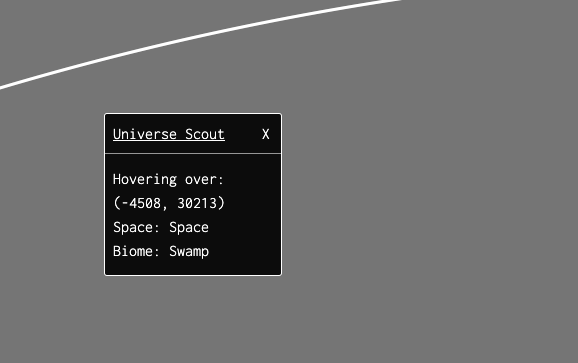 Universe Scout X
Hovering over:
(-4508, 30213)
Space: Space
Biome: Swamp